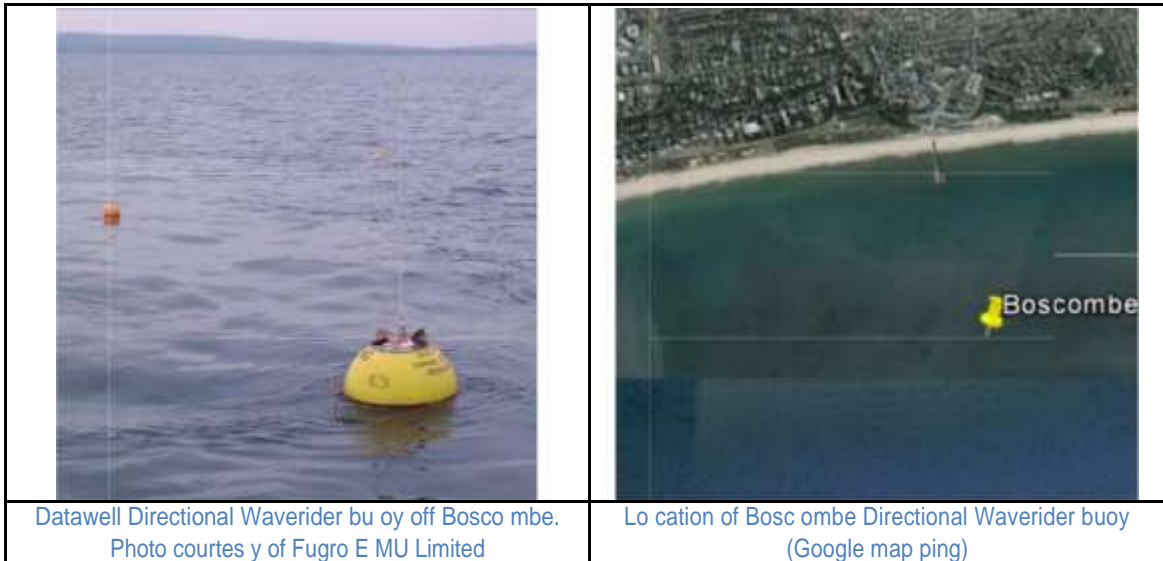 Boscombe
Datawell Directional Waverider bu oy off Bosco mbe.
Photo courtes y of Fugro E MU Limited
Lo cation of Bosc ombe Directional Waverider buoy
(Google map ping)